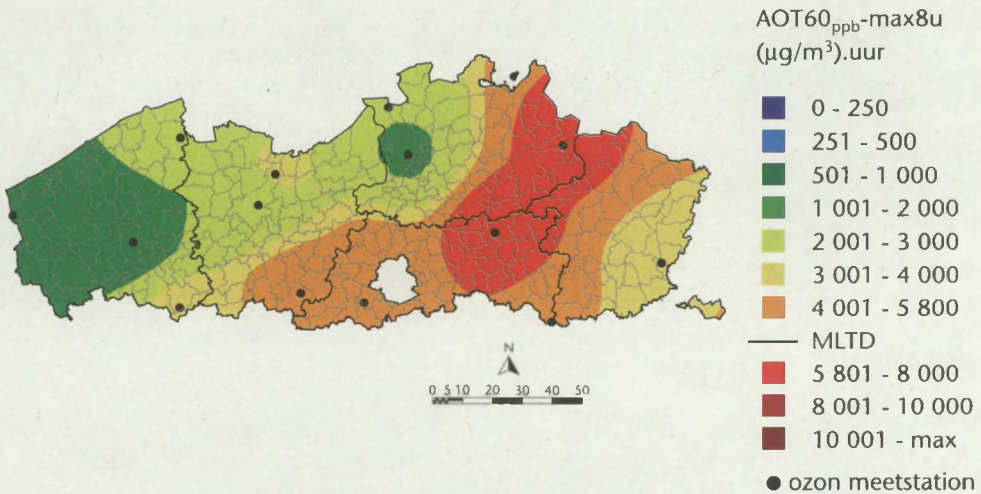 AOT60ppb-max8u
(µg/m³).uur
0 - 250
251 - 500
501 - 1 000
1 001 - 2 000
2 001 - 3 000
3 001 - 4 000
4 001 - 5 800
MLTD
5 801 - 8 000
8 001 - 10 000
10 001 - max
ozon meetstation
N
0 5 10 20 30 40 50